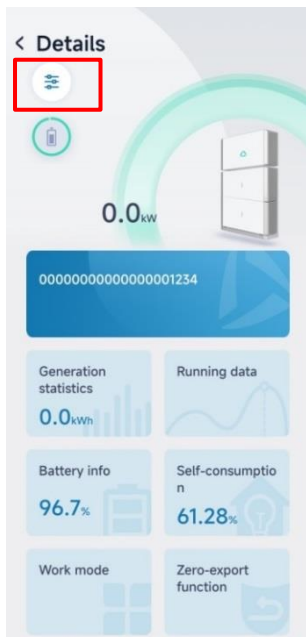 < Details
0.0kW
00000000000000001234
Generation
statistics
0.0kWh
Running data
Battery info
96.7%
Self-consumptio
n
61.28%
Work mode
Zero-export
function